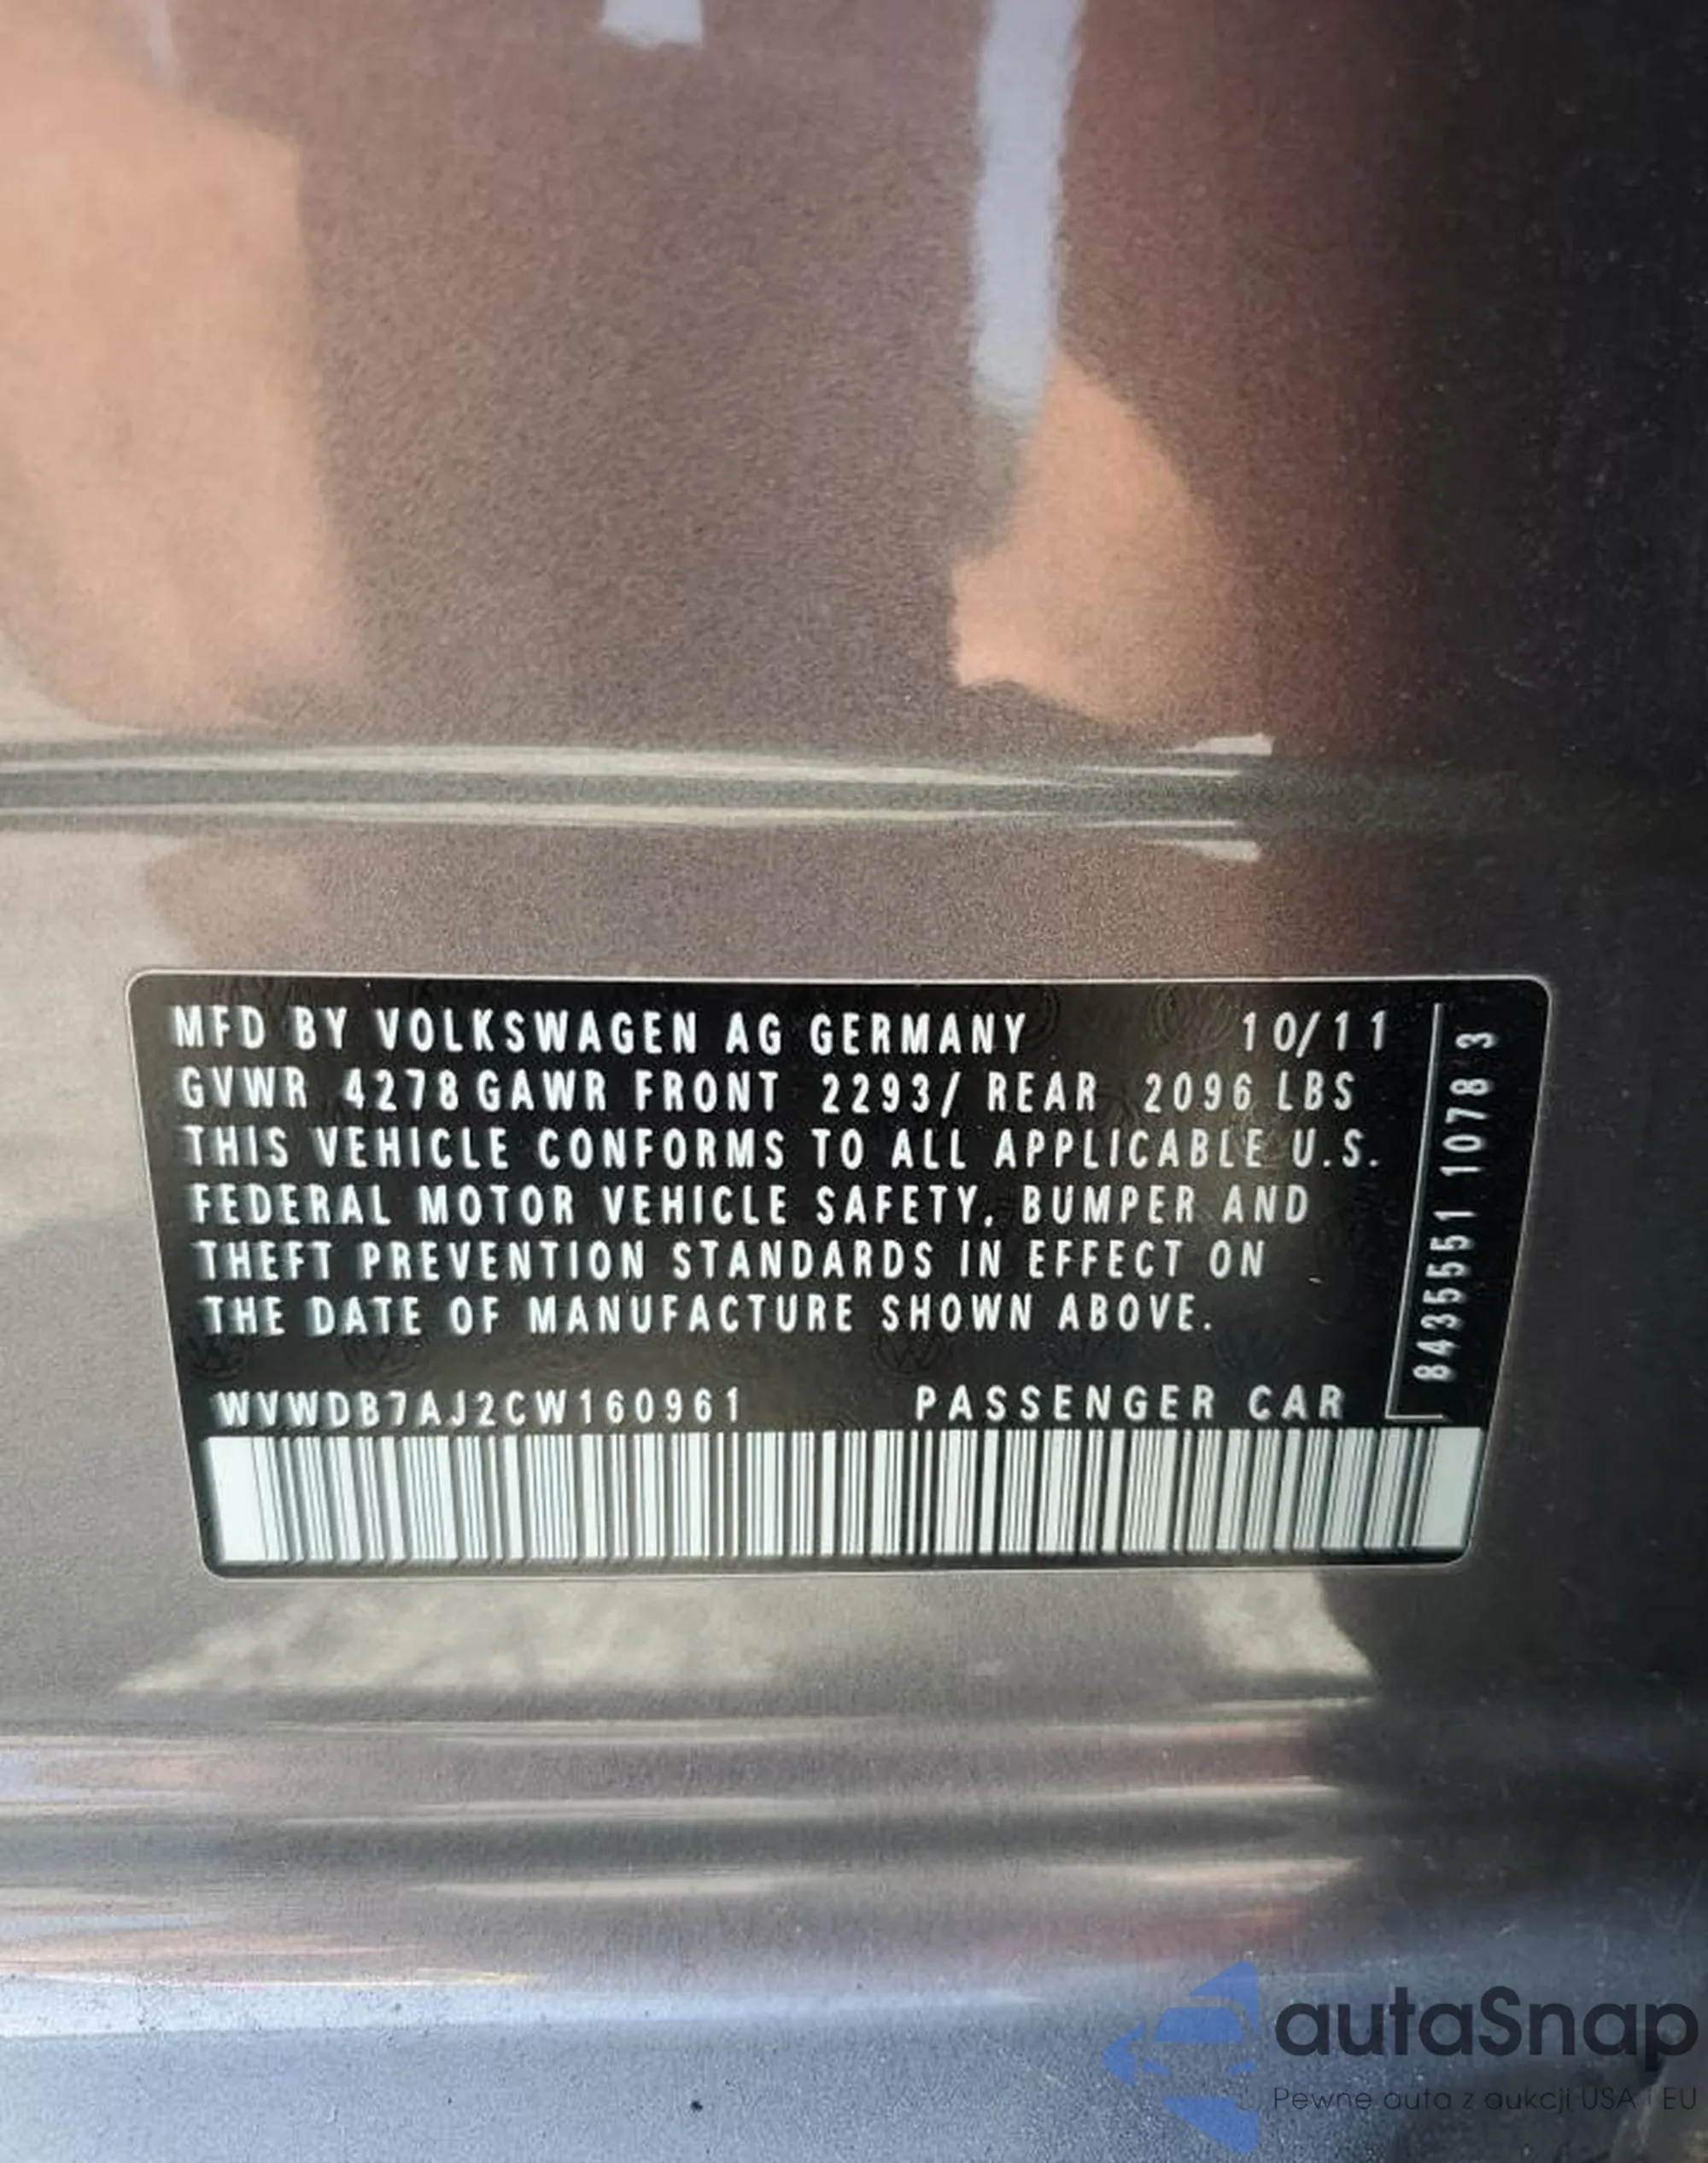 MFD BY VOLKSWAGEN AG GERMANY 10/11
GVWR 4278 GAWR FRONT 2293/ REAR 2096 LBS
THIS VEHICLE CONFORMS TO ALL APPLICABLE U.S.
FEDERAL MOTOR VEHICLE SAFETY, BUMPER AND
THEFT PREVENTION STANDARDS IN EFFECT ON
THE DATE OF MANUFACTURE SHOWN ABOVE.
WVWDB7AJ2CW160961 PASSENGER CAR
8435551 1078 3
autaSnap
Pewne auta z aukcji USA i EU